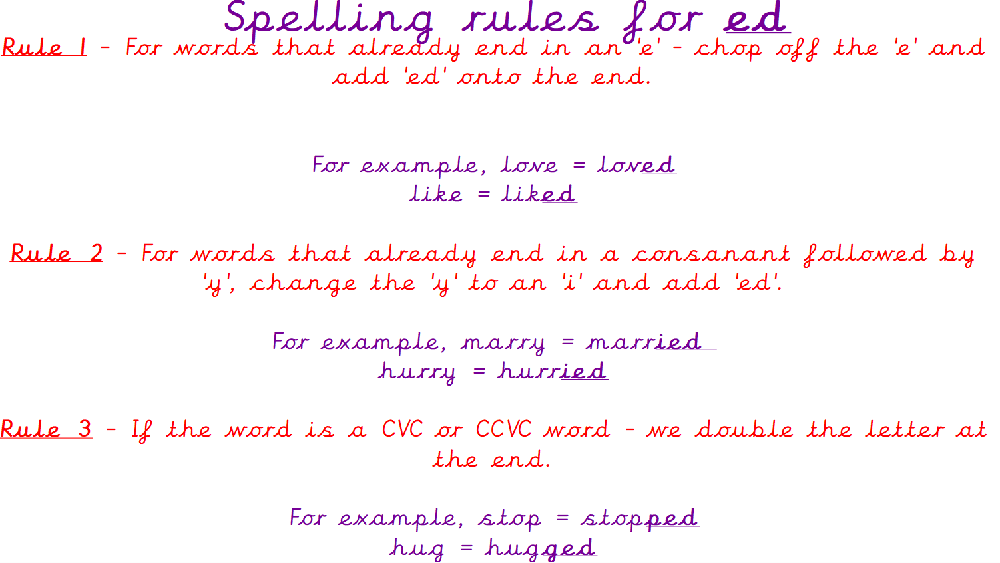 Spelling rules for ed
Rule 1 - For words that already end in an 'e' - chop off the 'e' and
add 'ed' onto the end.
For example, love = loved
like = liked
Rule 2 - For words that already end in a consanant followed by
'y', change the 'y' to an 'i' and add 'ed'.
For example, marry = married
hurry = hurried
Rule 3 - If the word is a CVC or CCVC word - we double the letter at
the end.
For example, stop = stopped
hug = hugged